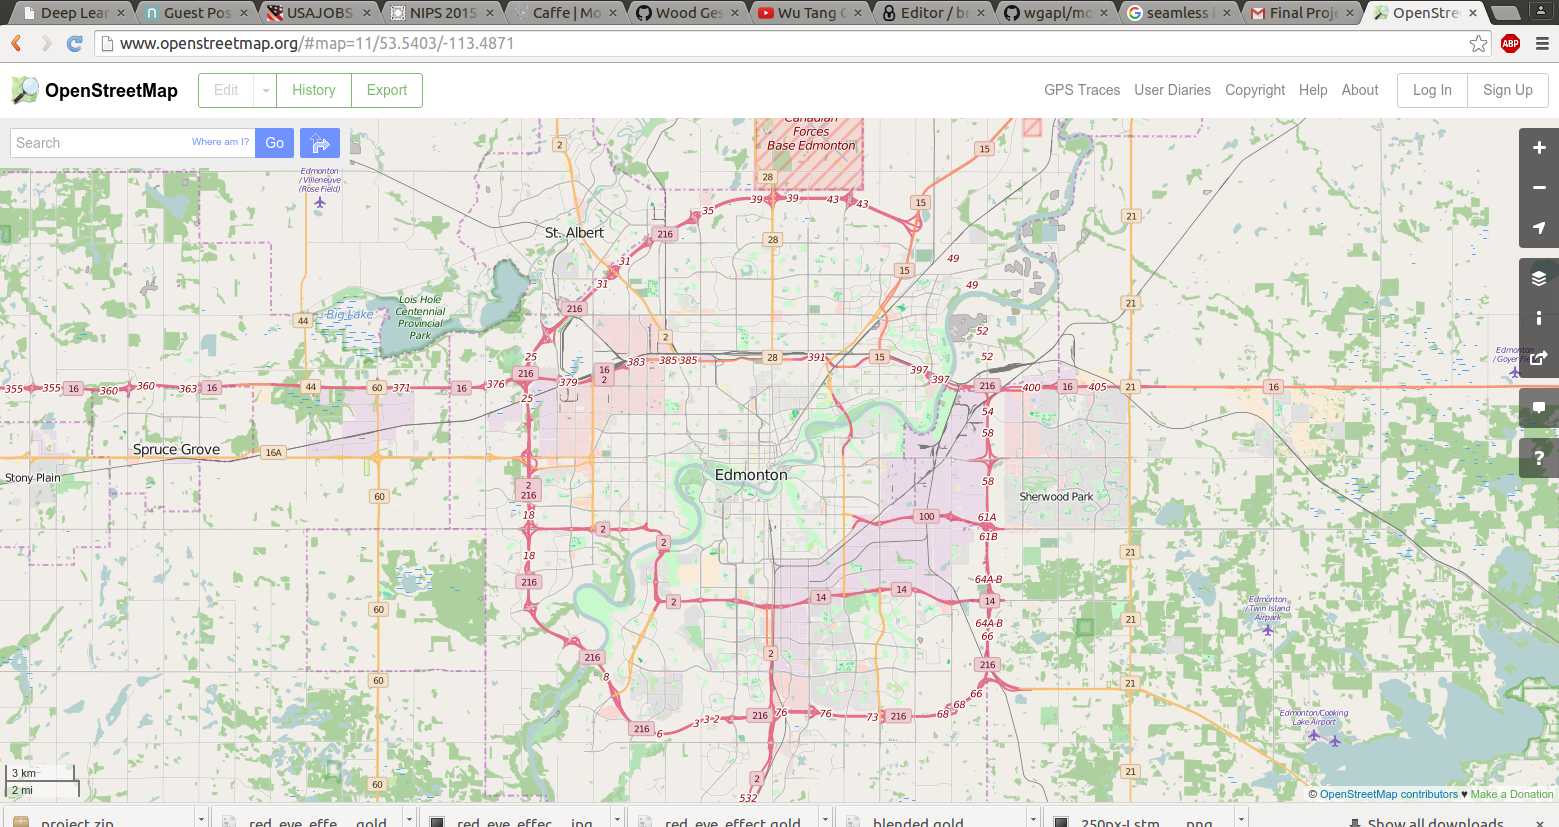 Deep Lear
Guest Pos
USAJOBS
NIPS 2015
Caffe | Mo
Wood Ges
Wu Tang
Editor / br
wgapl/mo
seamless
Final Proj
OpenStre
www.openstreetmap.org/#map=11/53.5403/-113.4871
ABP
OpenStreetMap
Edit
History
Export
GPS Traces
User Diaries
Copyright
Help
About
Log In
Sign Up
Search
Where am I?
Go
Canadian
Forces
Base Edmonton
2
15
28
Edmonton
/Villeneuve
(Rose Field)
35
39
39
43
43
15
21
St. Albert
216
28
49
31
31
15
49
Lois Hole
Centennial
Provincial
Park
Big Lake
216
21
44
2
52
25
383
385
385
28
391
15
52
Edmonton
/Goyer Field
216
379
16
2
397
397
355
355
16
360
360
363
16
44
60
371
16
376
25
216
400
16
405
21
16
54
58
Spruce Grove
16A
Stony Plain
Edmonton
58
60
2
216
Sherwood Park
18
100
61A
61B
2
2
18
21
216
64A-B
14
14
14
2
60
Edmonton
/Twin Island
Airpark
64A-B
66
21
216
2
216
60
8
66
21
68
68
Edmonton/Cooking
Lake Airport
216
6
3
3-2
216
76
76
73
216
3 km
2 mi
60
2
532
21
© OpenStreetMap contributors ♥ Make a Donation
project.zip
red_eye_effe....gold
red_eye_effec....jpg
red_eye_effect.gold
blended.gold
250px-Lstm....png
Show all downloads...